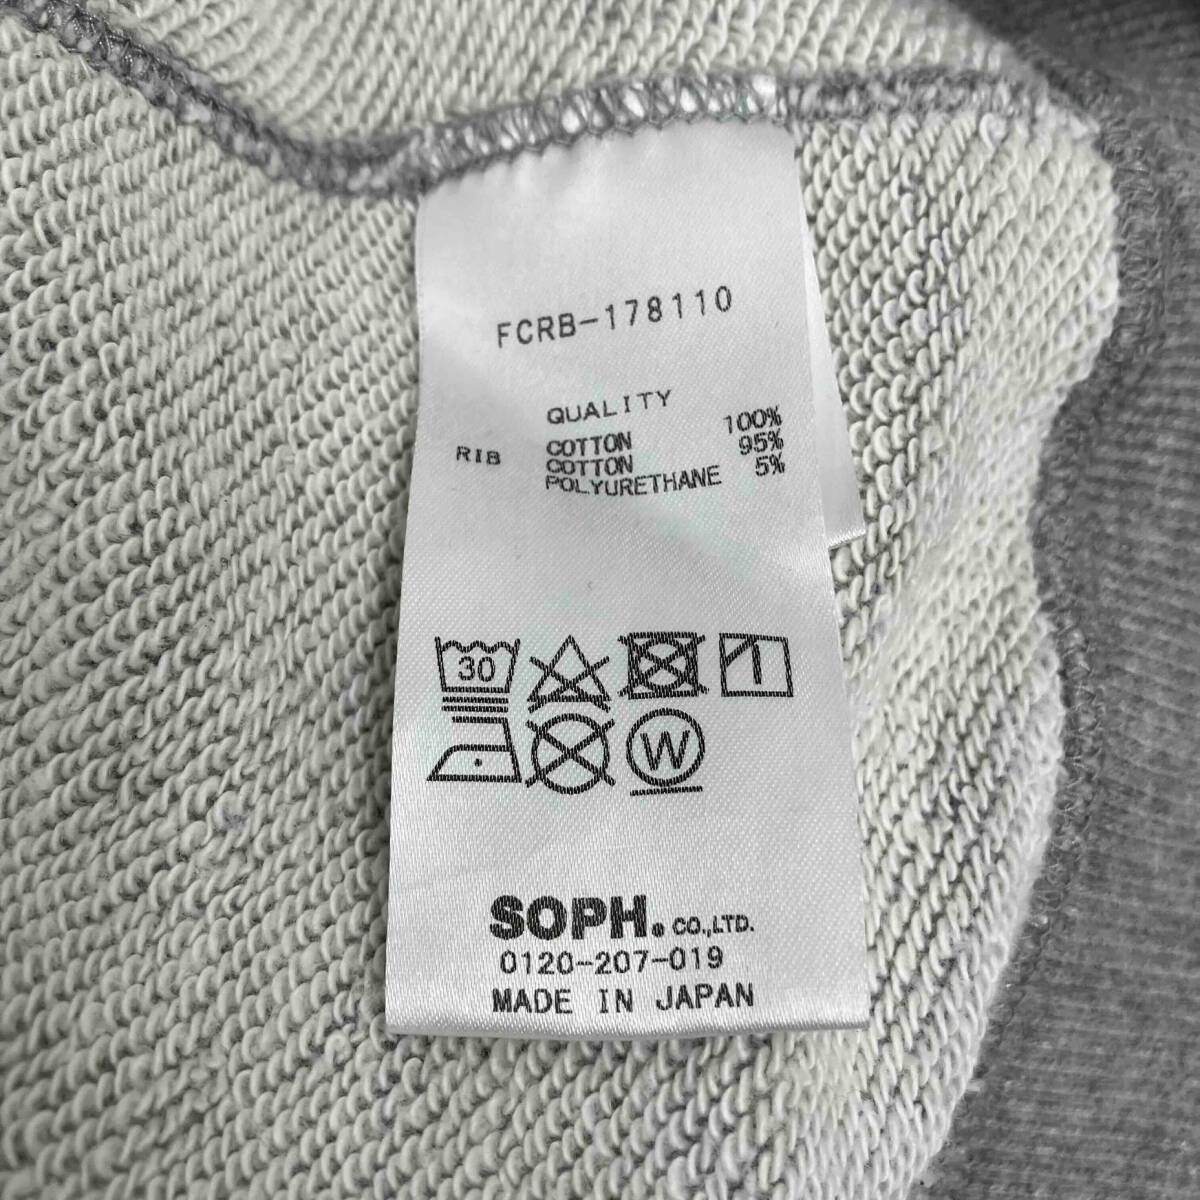 FCRB-178110
QUALITY
COTTON 100%
RIB COTTON 95%
POLYURETHANE 5%
30
W
SOPH. CO.,LTD.
0120-207-019
MADE IN JAPAN